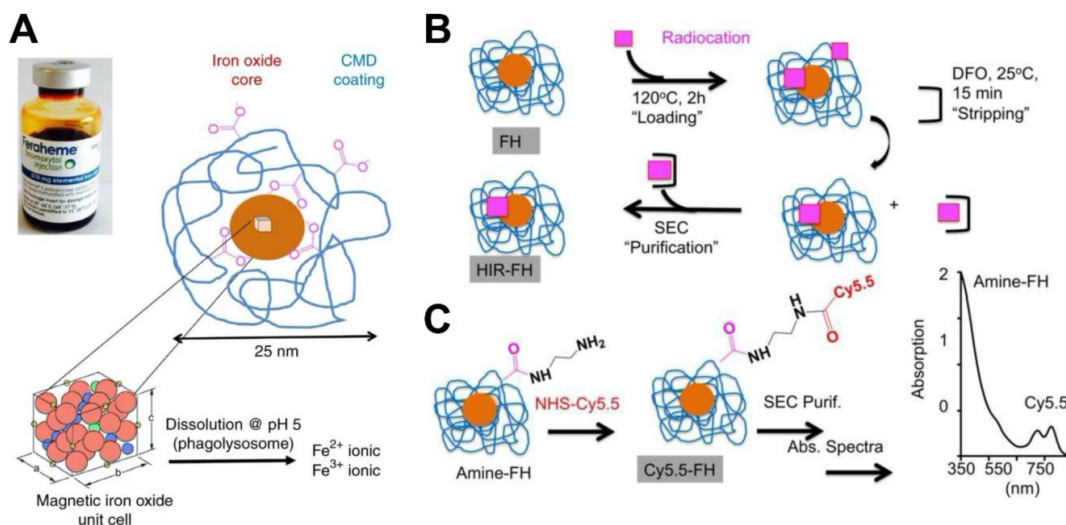 A
Feraheme
ferumoxytol
injection
Iron oxide
core
CMD
coating
O
O
O
O
O
O
O
O
O
O
25 nm
a
b
c
Magnetic iron oxide
unit cell
Dissolution @ pH 5
(phagolysosome)
Fe2+ ionic
Fe3+ ionic
B
Radiocation
120°C, 2h
“Loading”
DFO, 25°C,
15 min
“Stripping”
FH
+
SEC
“Purification”
HIR-FH
C
O
NH
NH2
Amine-FH
NHS-Cy5.5
O
NH
H
N
O
Cy5.5
Cy5.5-FH
SEC Purif.
Abs. Spectra
Amine-FH
Cy5.5
Absorption
2
1
0
350 550 750
(nm)